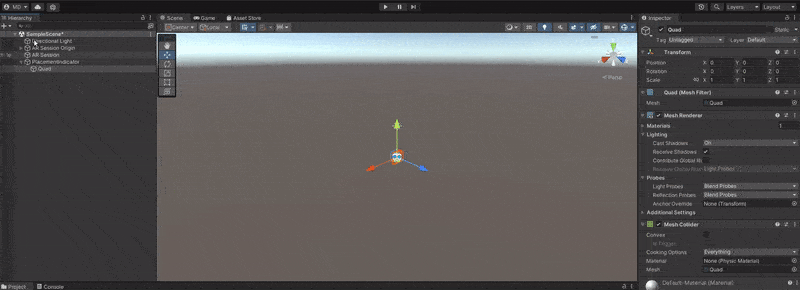 MD
Layers
Layout
Hierarchy
Scene
Game
Asset Store
Inspector
All
Center
Local
2D
Quad
Static
SampleScene*
Tag Untagged
Layer Default
Directional Light
AR Session Origin
Transform
AR Session
Position X 0 Y 0 Z 0
PlacementIndicator
Rotation X 0 Y 0 Z 0
Quad
Scale X 1 Y 1 Z 1
Persp
Quad (Mesh Filter)
Mesh Quad
Mesh Renderer
Materials 1
Lighting
Cast Shadows On
Receive Shadows
Contribute Global Ill
Light Probes
Probes
Light Probes Blend Probes
Reflection Probes Blend Probes
Anchor Override None (Transform)
Additional Settings
Mesh Collider
Convex
Is Trigger
Cooking Options Everything
Material None (Physic Material)
Mesh Quad
Default-Material (Material)
Project
Console